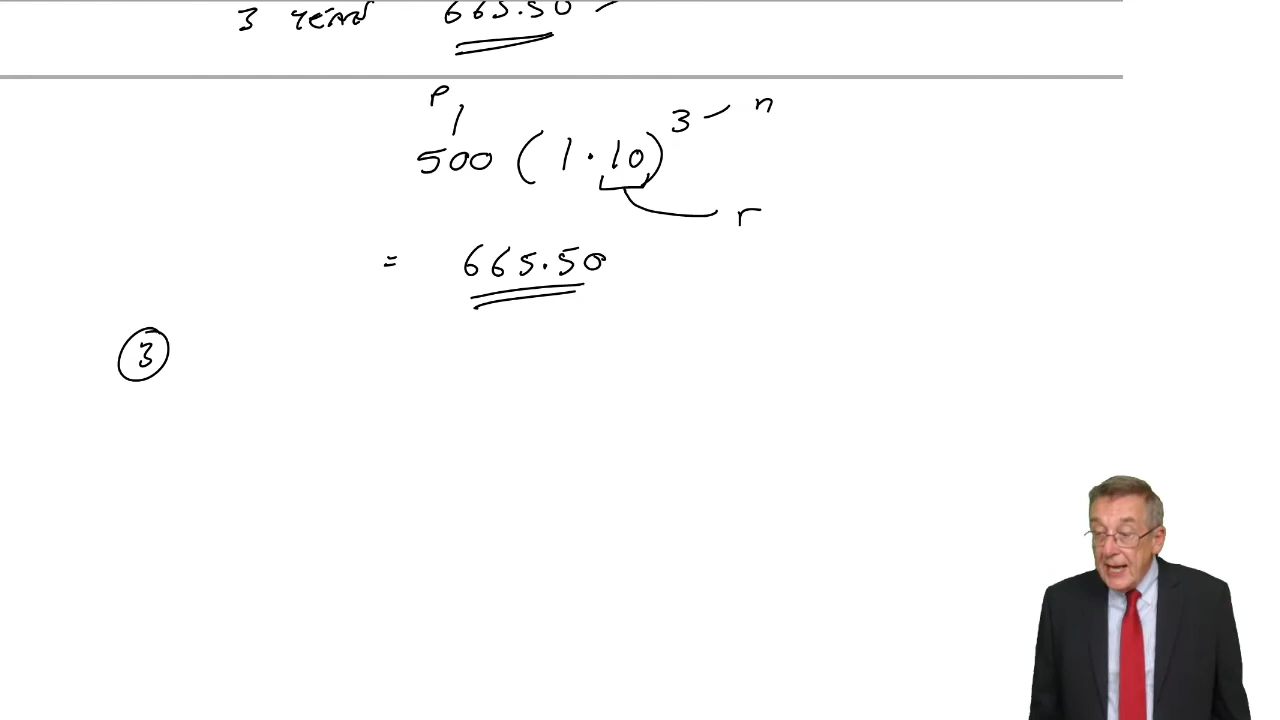 3 YEARS 665.50
P
500 (1.10)³ n
r
= 665.50
3